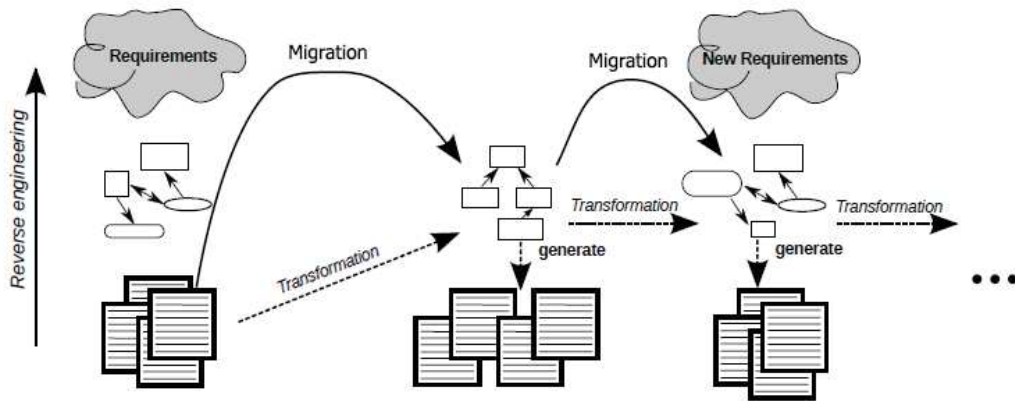 Requirements
Migration
Migration
New Requirements
Reverse engineering
Transformation
generate
Transformation
generate
Transformation
...